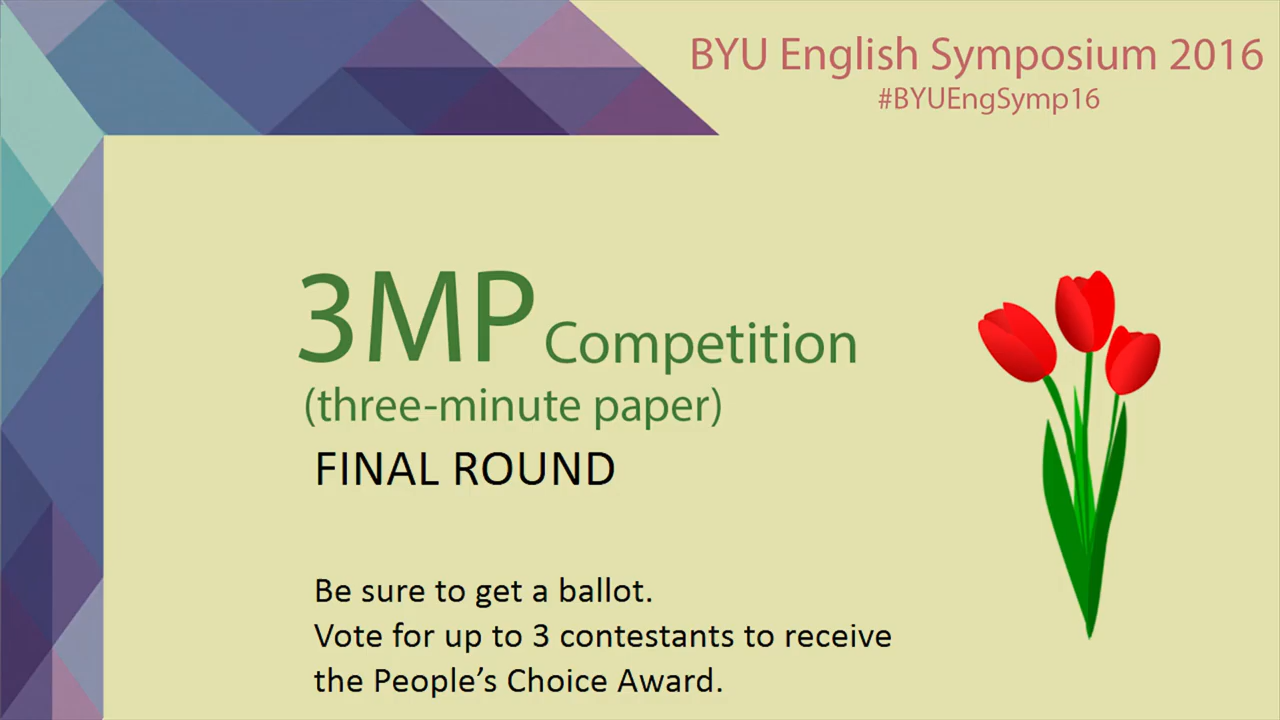 BYU English Symposium 2016
#BYUEngSymp16
3MP Competition
(three-minute paper)
FINAL ROUND
Be sure to get a ballot.
Vote for up to 3 contestants to receive
the People’s Choice Award.